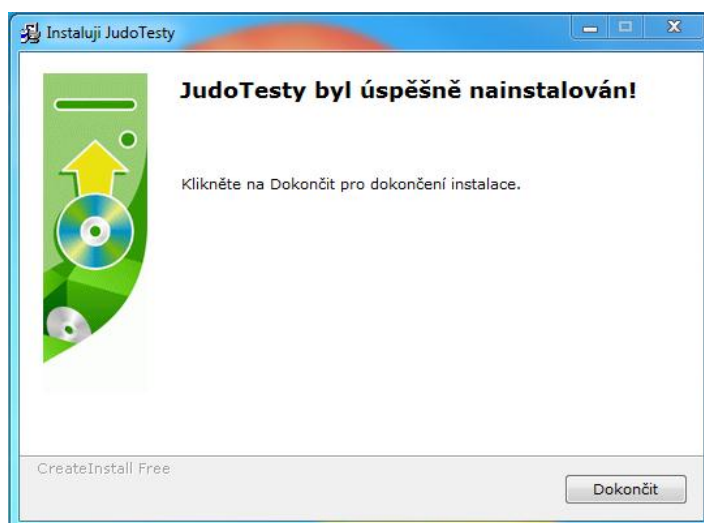 Instaluji JudoTesty
JudoTesty byl úspěšně nainstalován!
Klikněte na Dokončit pro dokončení instalace.
CreateInstall Free
Dokončit